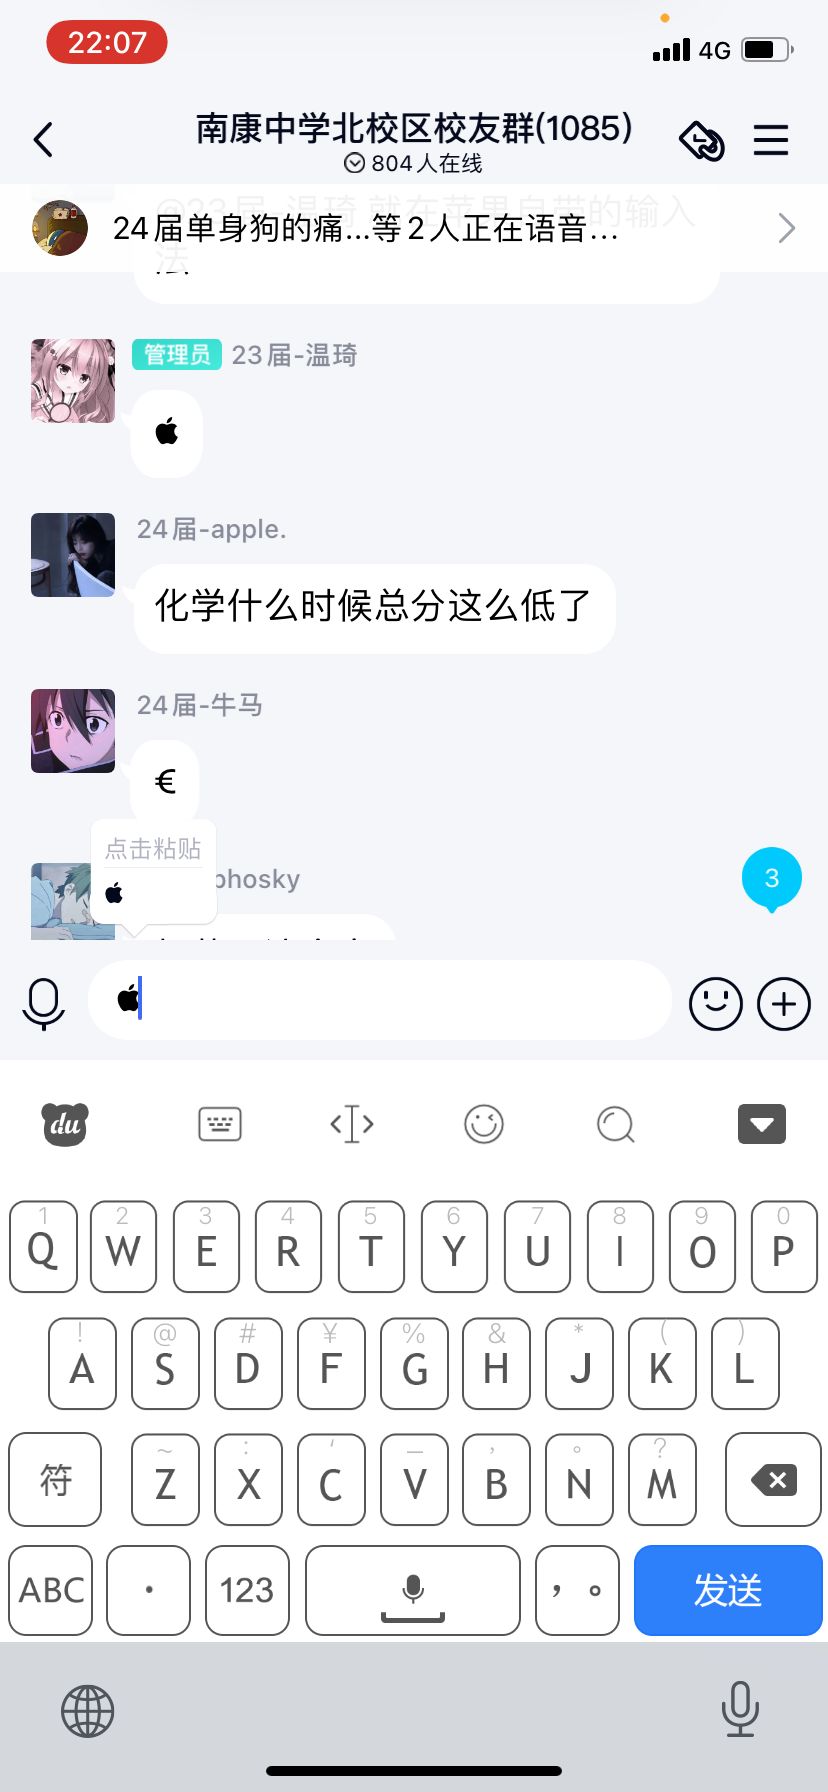 22:07
4G
南康中学北校区校友群(1085)
804人在线
@23届-温琦 就在苹果自带的输入
法
24届单身狗的痛...等2人正在语音...
管理员 23届-温琦

24届-apple.
化学什么时候总分这么低了
24届-牛马
€
点击粘贴

phosky
3

du
1 2 3 4 5 6 7 8 9 0
Q W E R T Y U I O P
! @ # ¥ % & * ( )
A S D F G H J K L
~ : ' — , 。 ?
符 Z X C V B N M
ABC · 123 ，。 发送